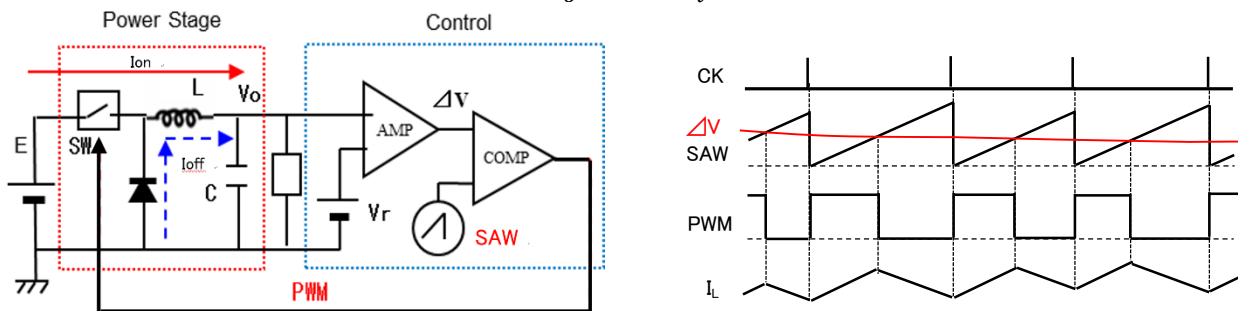 Power Stage
Control
Ion
L
Vo
⊿V
E
SW
AMP
COMP
Ioff
C
Vr
SAW
PWM
CK
⊿V
SAW
PWM
IL